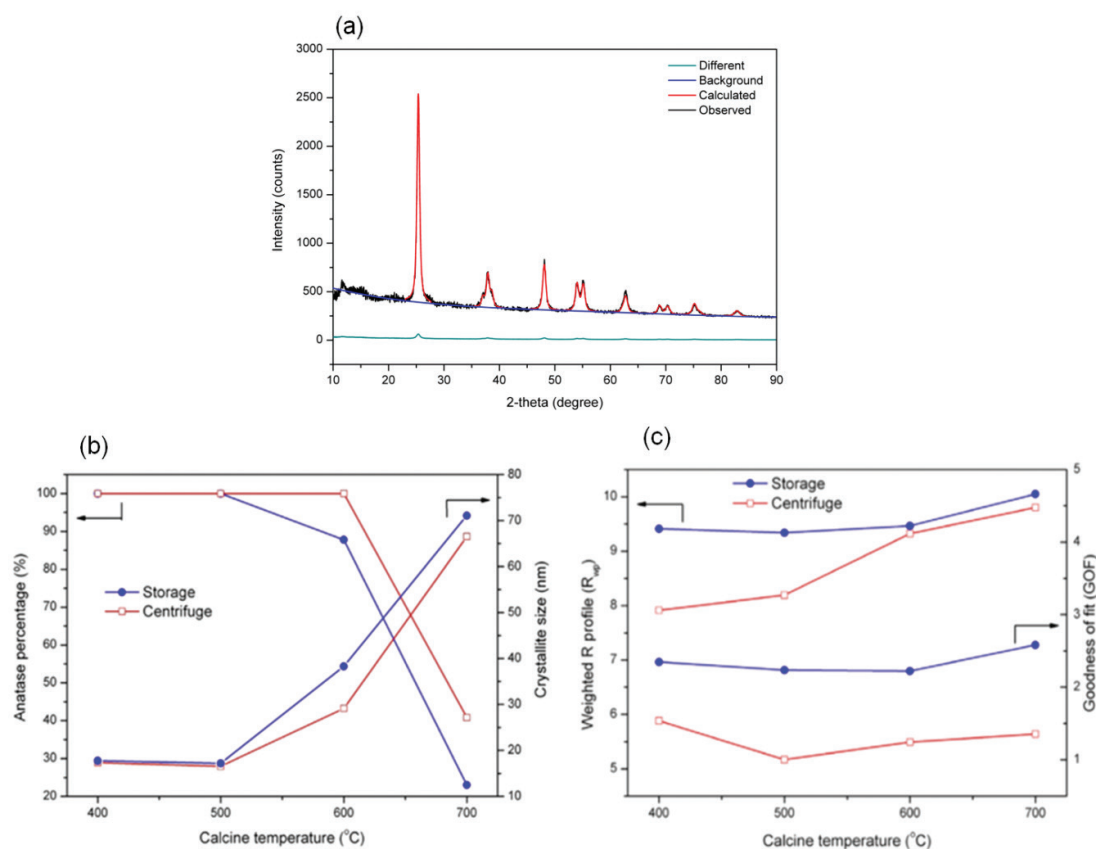 (a)
3000
2500
2000
1500
1000
500
0
Intensity (counts)
Different
Background
Calculated
Observed
10 20 30 40 50 60 70 80 90
2-theta (degree)
(b)
100
90
80
70
60
50
40
30
20
Anatase percentage (%)
Storage
Centrifuge
80
70
60
50
40
30
20
10
Crystallite size (nm)
400 500 600 700
Calcine temperature (°C)
(c)
10
9
8
7
6
5
Weighted R profile (Rwp)
Storage
Centrifuge
5
4
3
2
1
Goodness of fit (GOF)
400 500 600 700
Calcine temperature (°C)